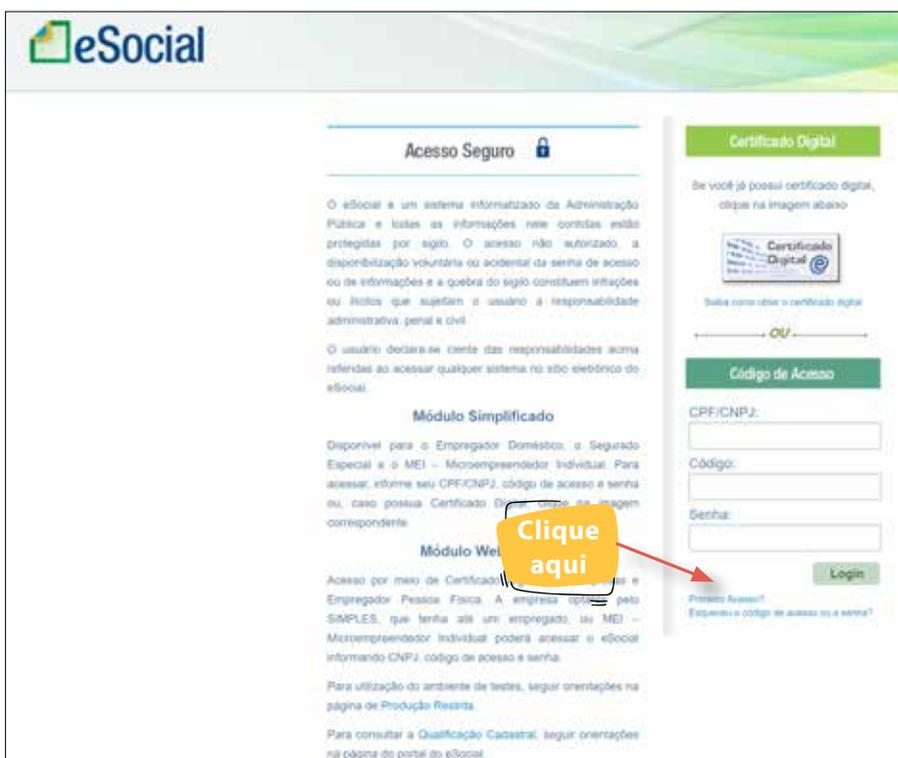 eSocial
Acesso Seguro
O eSocial é um sistema informatizado da Administração
Pública e todas as informações nele contidas estão
protegidas por sigilo. O acesso não autorizado, a
disponibilização voluntária ou acidental da senha de acesso
ou de informações e a quebra do sigilo constituem infrações
ou ilícitos que sujeitam o usuário a responsabilidade
administrativa, penal e civil.
O usuário declara-se ciente das responsabilidades acima
referidas ao acessar qualquer sistema no sítio eletrônico do
eSocial.
Módulo Simplificado
Disponível para o Empregador Doméstico, o Segurado
Especial e o MEI – Microempreendedor Individual. Para
acessar, informe seu CPF/CNPJ, código de acesso e senha
ou, caso possua Certificado Digital, clique na imagem
correspondente.
Módulo We
Acesso por meio de Certificado e
Empregador Pessoa Física. A empresa optante pelo
SIMPLES, que tenha até um empregado, ou MEI –
Microempreendedor Individual poderá acessar o eSocial
informando CNPJ, código de acesso e senha.
Para utilização do ambiente de testes, seguir orientações na
página de Produção Restrita.
Para consultar a Qualificação Cadastral, seguir orientações
na página do portal do eSocial.
Clique
aqui
Certificado Digital
Se você já possui certificado digital,
clique na imagem abaixo
Certificado
Digital e
Saiba como obter o certificado digital
OU
Código de Acesso
CPF/CNPJ:
Código:
Senha:
Login
Primeiro Acesso?
Esqueceu o código de acesso ou a senha?